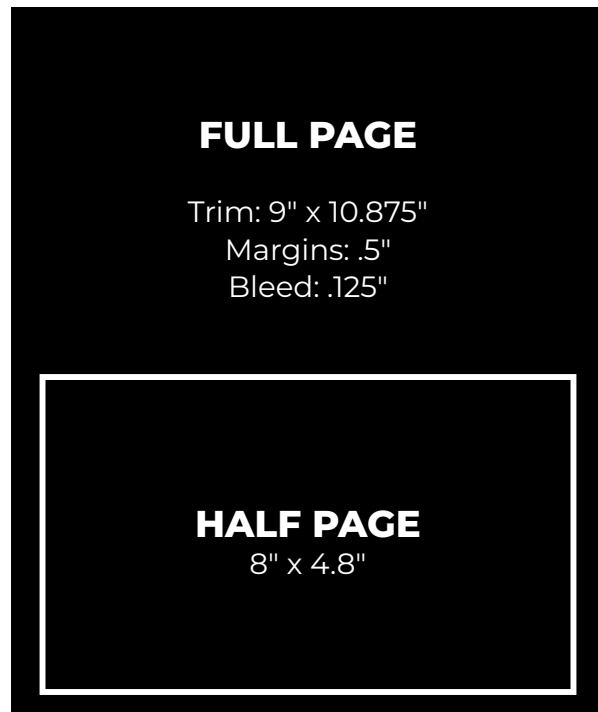 FULL PAGE
Trim: 9" x 10.875"
Margins: .5"
Bleed: .125"
HALF PAGE
8" x 4.8"